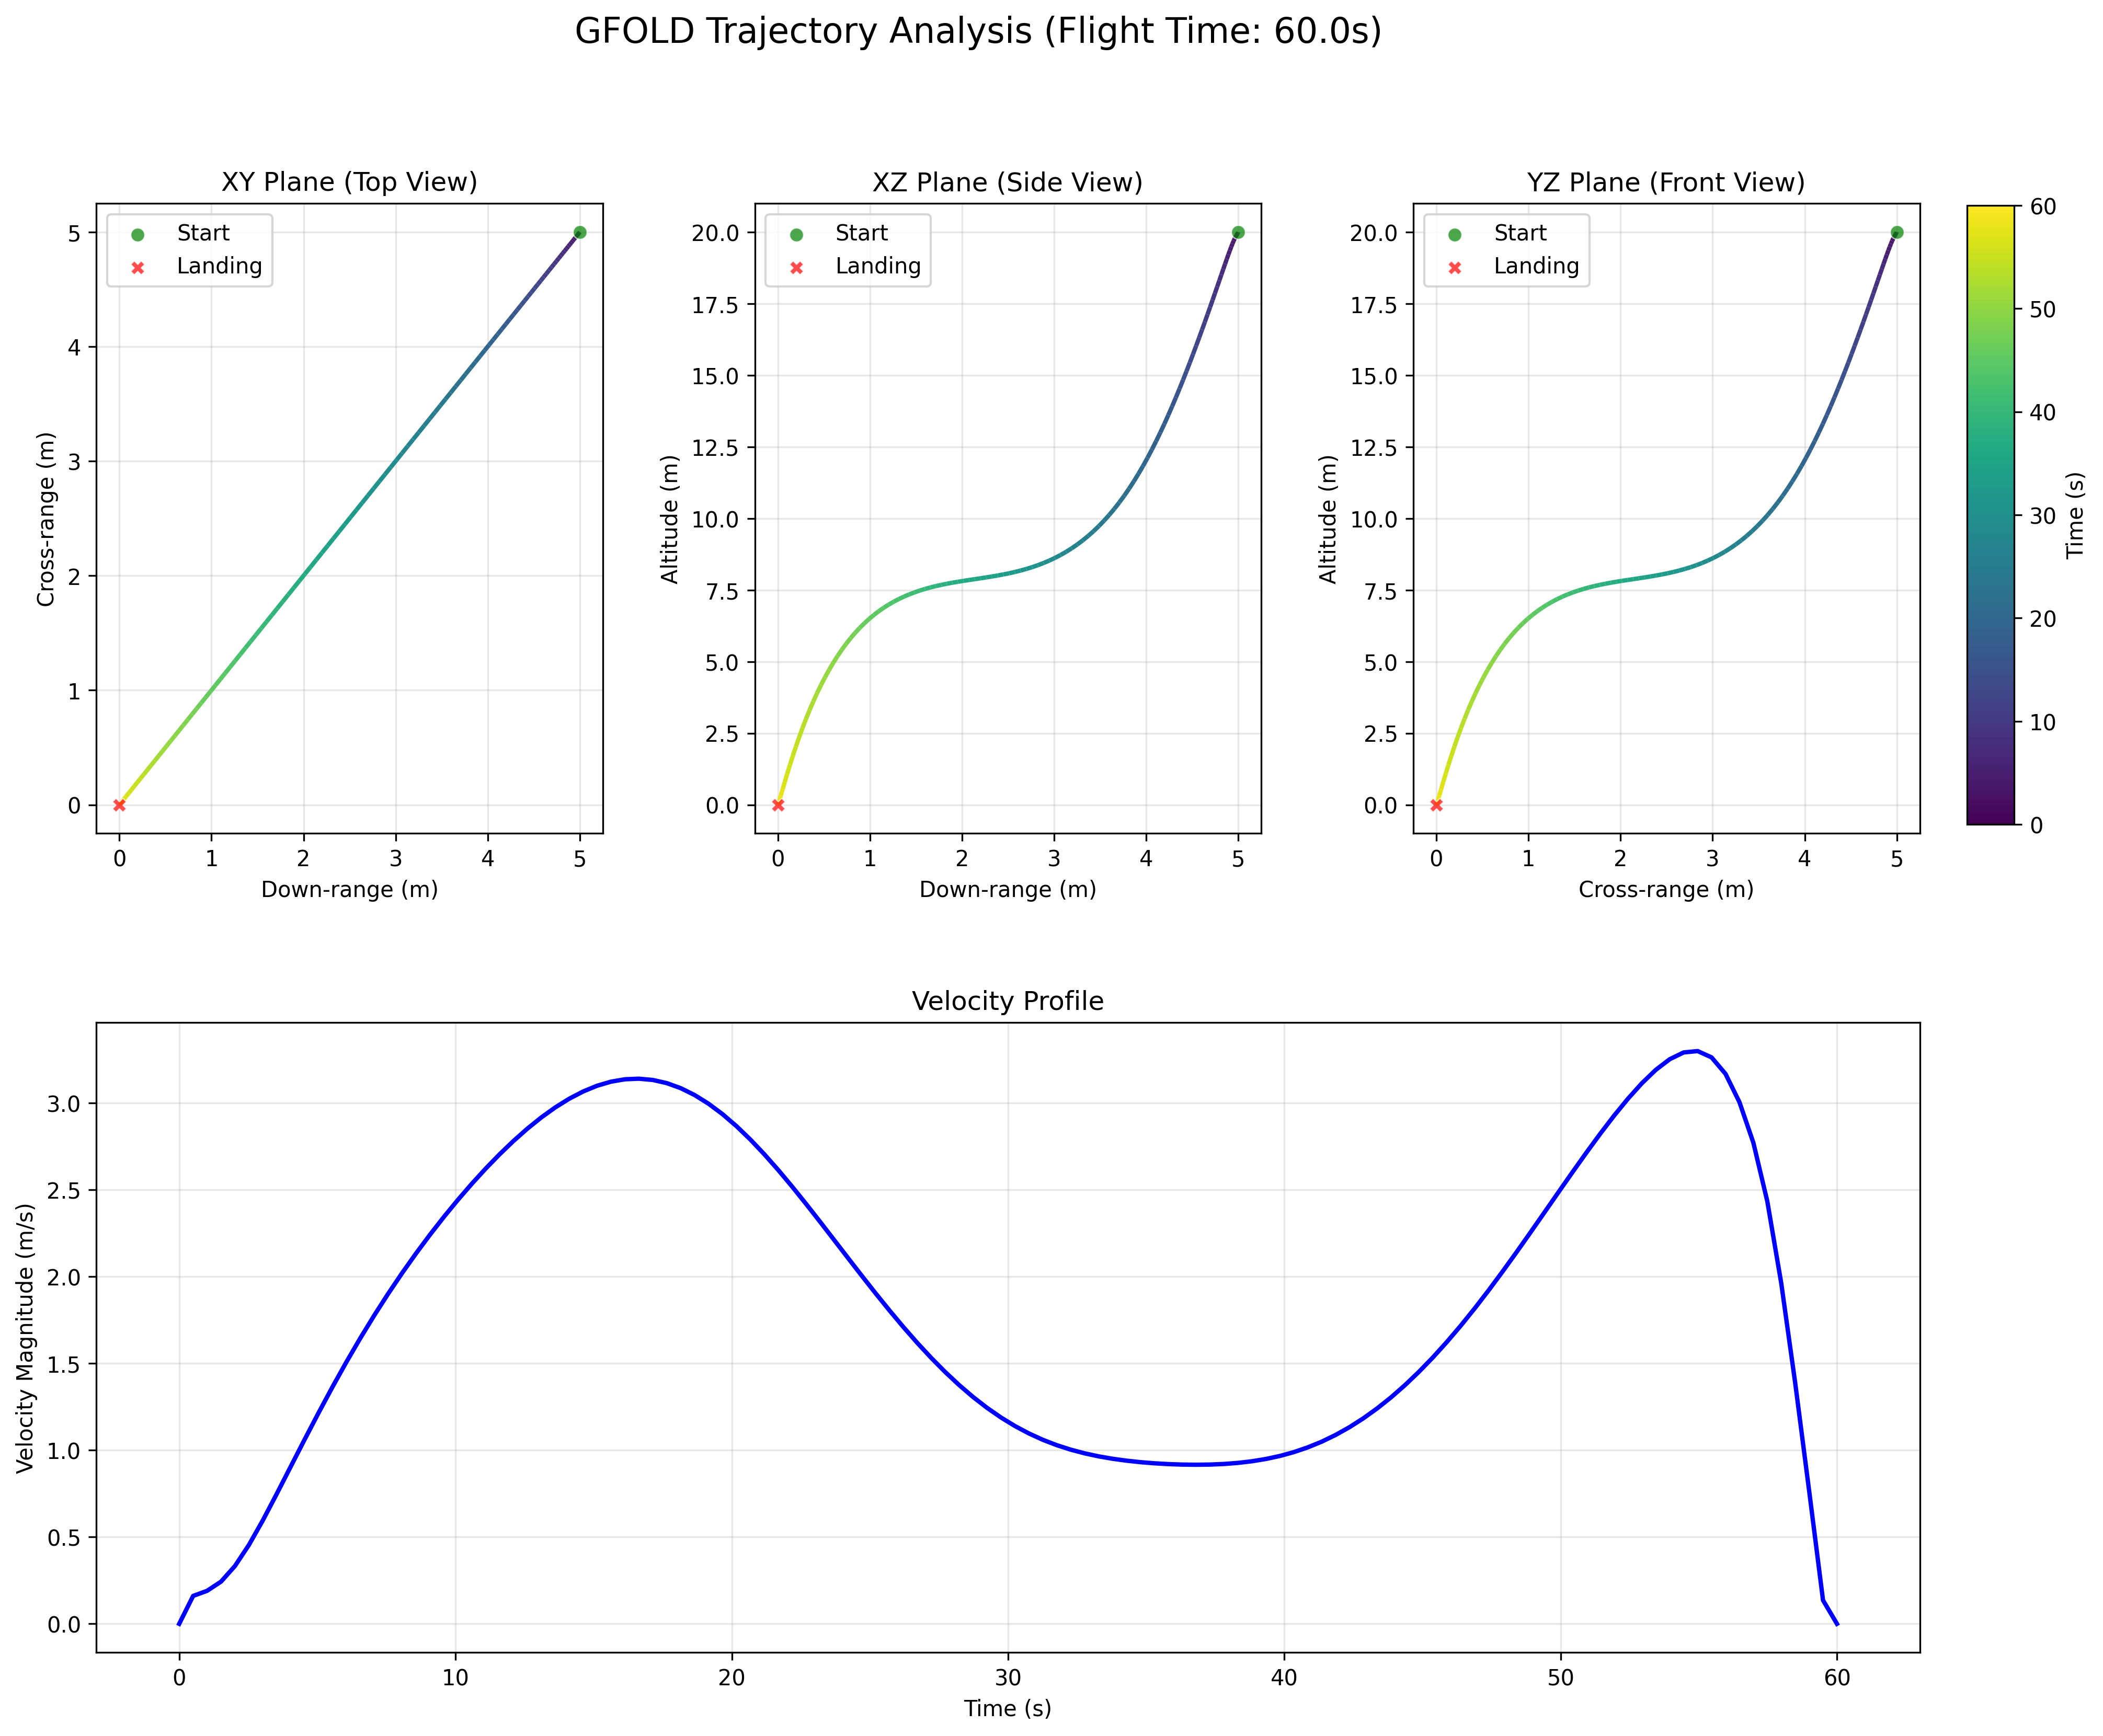 GFOLD Trajectory Analysis (Flight Time: 60.0s)
XY Plane (Top View)
Start
Landing
5
4
3
2
1
0
Cross-range (m)
0 1 2 3 4 5
Down-range (m)
XZ Plane (Side View)
Start
Landing
20.0
17.5
15.0
12.5
10.0
7.5
5.0
2.5
0.0
Altitude (m)
0 1 2 3 4 5
Down-range (m)
YZ Plane (Front View)
Start
Landing
20.0
17.5
15.0
12.5
10.0
7.5
5.0
2.5
0.0
Altitude (m)
0 1 2 3 4 5
Cross-range (m)
60
50
40
30
20
10
0
Time (s)
Velocity Profile
3.0
2.5
2.0
1.5
1.0
0.5
0.0
Velocity Magnitude (m/s)
0 10 20 30 40 50 60
Time (s)